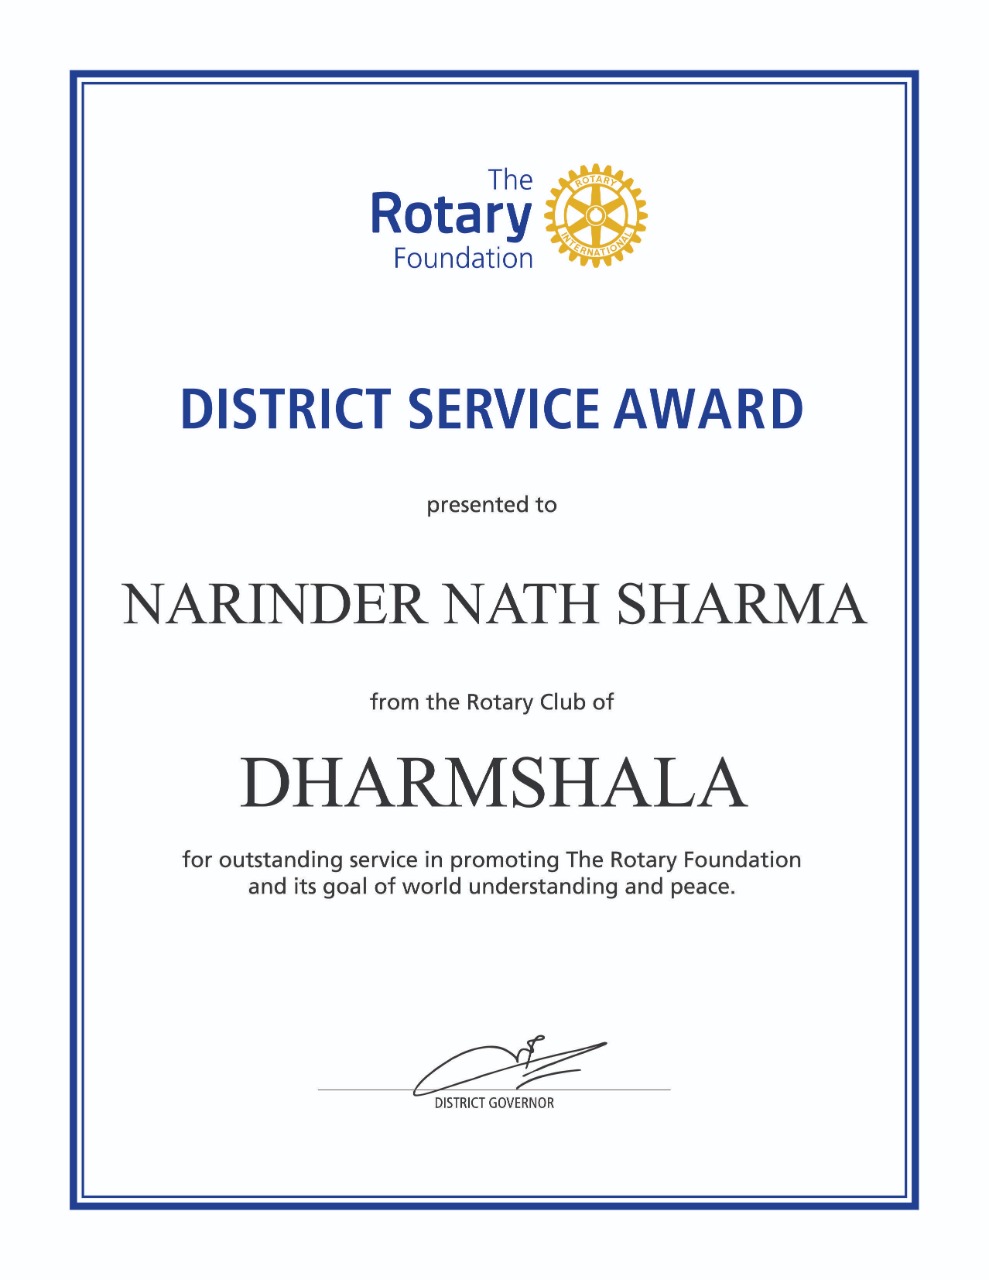 The
Rotary
Foundation
ROTARY
INTERNATIONAL
DISTRICT SERVICE AWARD
presented to
NARINDER NATH SHARMA
from the Rotary Club of
DHARMSHALA
for outstanding service in promoting The Rotary Foundation
and its goal of world understanding and peace.
DISTRICT GOVERNOR